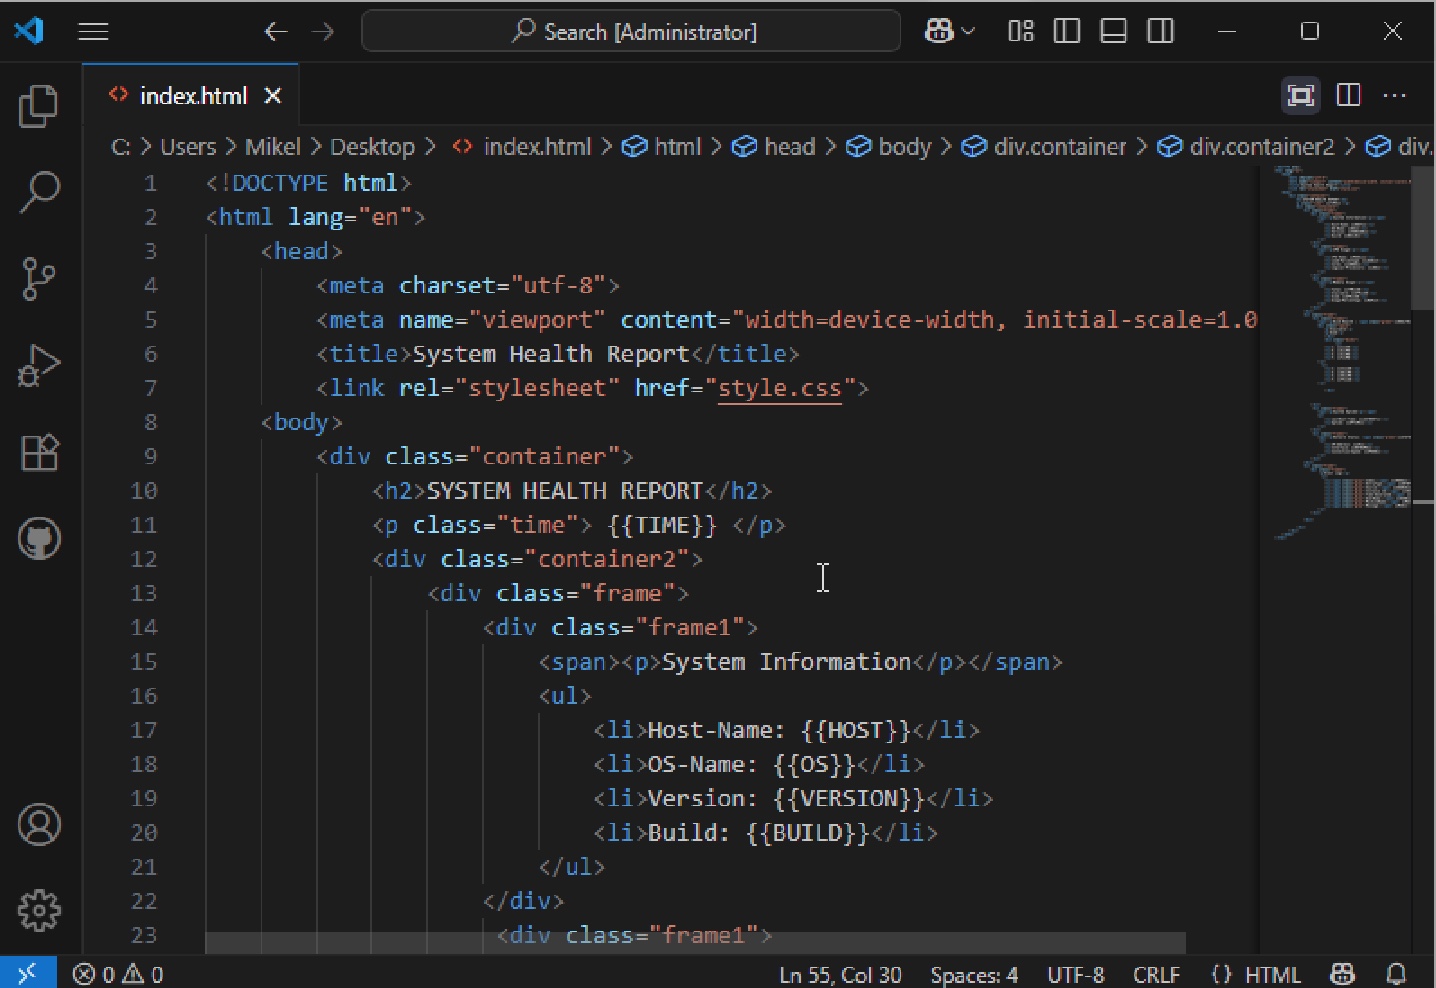 Search [Administrator]
index.html
C: > Users > Mikel > Desktop > index.html > html > head > body > div.container > div.container2 > div.
1 <!DOCTYPE html>
2 <html lang="en">
3 <head>
4 <meta charset="utf-8">
5 <meta name="viewport" content="width=device-width, initial-scale=1.0
6 <title>System Health Report</title>
7 <link rel="stylesheet" href="style.css">
8 <body>
9 <div class="container">
10 <h2>SYSTEM HEALTH REPORT</h2>
11 <p class="time"> {{TIME}} </p>
12 <div class="container2">
13 <div class="frame">
14 <div class="frame1">
15 <span><p>System Information</p></span>
16 <ul>
17 <li>Host-Name: {{HOST}}</li>
18 <li>OS-Name: {{OS}}</li>
19 <li>Version: {{VERSION}}</li>
20 <li>Build: {{BUILD}}</li>
21 </ul>
22 </div>
23 <div class="frame1">
0 0 Ln 55, Col 30 Spaces: 4 UTF-8 CRLF {} HTML